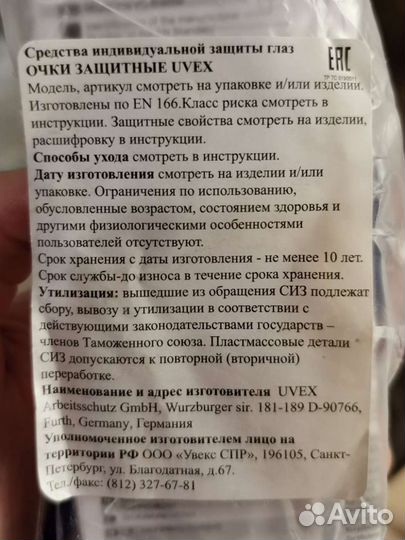 Средства индивидуальной защиты глаз
ОЧКИ ЗАЩИТНЫЕ UVEX
EAC
ТР ТС 019/2011
Модель, артикул смотреть на упаковке и/или изделии.
Изготовлены по EN 166.Класс риска смотреть в
инструкции. Защитные свойства смотреть на изделии,
расшифровку в инструкции.
Способы ухода смотреть в инструкции.
Дату изготовления смотреть на изделии и/или
упаковке. Ограничения по использованию,
обусловленные возрастом, состоянием здоровья и
другими физиологическими особенностями
пользователей отсутствуют.
Срок хранения с даты изготовления - не менее 10 лет.
Срок службы-до износа в течение срока хранения.
Утилизация: вышедшие из обращения СИЗ подлежат
сбору, вывозу и утилизации в соответствии с
действующими законодательствами государств –
членов Таможенного союза. Пластмассовые детали
СИЗ допускаются к повторной (вторичной)
переработке.
Наименование и адрес изготовителя UVEX
Arbeitsschutz GmbH, Wurzburger sir. 181-189 D-90766,
Furth, Germany, Германия
Уполномоченное изготовителем лицо на
территории РФ ООО «Увекс СПР», 196105, Санкт-
Петербург, ул. Благодатная, д.67.
Тел./факс: (812) 327-67-81
Avito